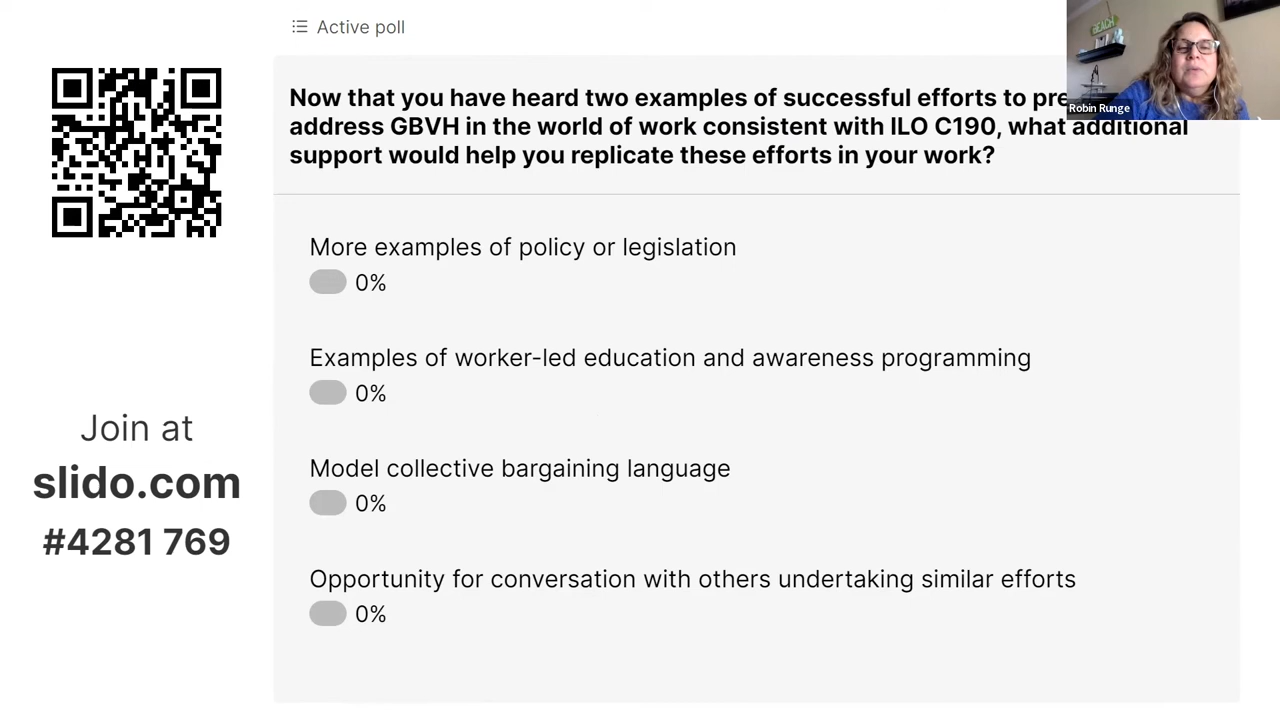 Active poll
BEACH
Robin Runge
Now that you have heard two examples of successful efforts to pre
address GBVH in the world of work consistent with ILO C190, what additional
support would help you replicate these efforts in your work?
More examples of policy or legislation
0%
Examples of worker-led education and awareness programming
0%
Model collective bargaining language
0%
Opportunity for conversation with others undertaking similar efforts
0%
Join at
slido.com
#4281 769